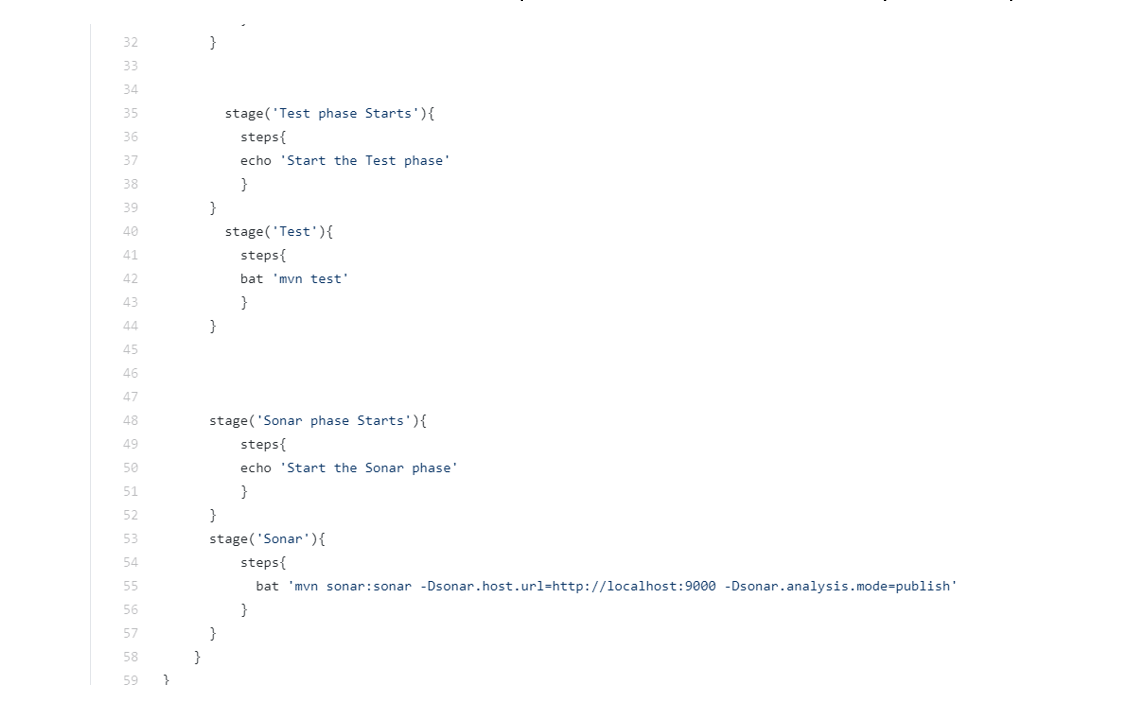 32 }
33
34
35 stage('Test phase Starts'){
36 steps{
37 echo 'Start the Test phase'
38 }
39 }
40 stage('Test'){
41 steps{
42 bat 'mvn test'
43 }
44 }
45
46
47
48 stage('Sonar phase Starts'){
49 steps{
50 echo 'Start the Sonar phase'
51 }
52 }
53 stage('Sonar'){
54 steps{
55 bat 'mvn sonar:sonar -Dsonar.host.url=http://localhost:9000 -Dsonar.analysis.mode=publish'
56 }
57 }
58 }
59 }